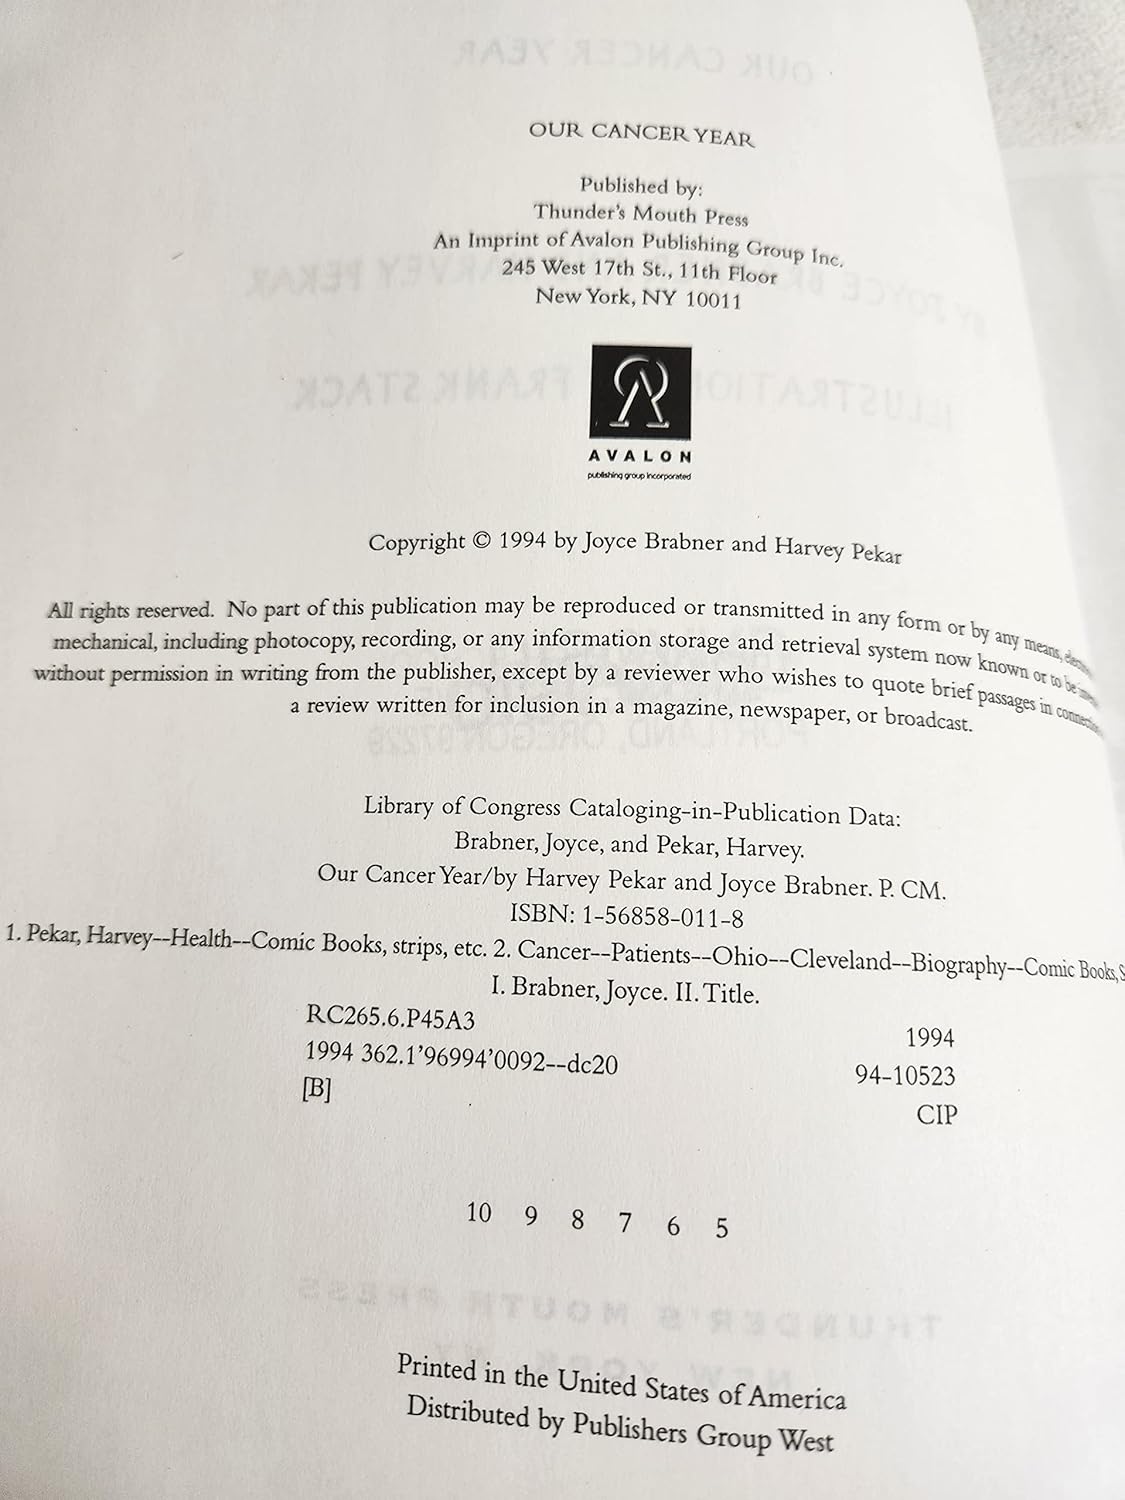 OUR CANCER YEAR
Published by:
Thunder's Mouth Press
An Imprint of Avalon Publishing Group Inc.
245 West 17th St., 11th Floor
New York, NY 10011
AVALON
publishing group incorporated
Copyright © 1994 by Joyce Brabner and Harvey Pekar
All rights reserved. No part of this publication may be reproduced or transmitted in any form or by any means,
mechanical, including photocopy, recording, or any information storage and retrieval system now known or to be
without permission in writing from the publisher, except by a reviewer who wishes to quote brief passages in
a review written for inclusion in a magazine, newspaper, or broadcast.
Library of Congress Cataloging-in-Publication Data:
Brabner, Joyce, and Pekar, Harvey.
Our Cancer Year/by Harvey Pekar and Joyce Brabner. P. CM.
ISBN: 1-56858-011-8
1. Pekar, Harvey--Health--Comic Books, strips, etc. 2. Cancer--Patients--Ohio--Cleveland--Biography--Comic Books, S
I. Brabner, Joyce. II. Title.
RC265.6.P45A3 1994
1994 362.1'96994'0092--dc20 94-10523
[B] CIP
10 9 8 7 6 5
Printed in the United States of America
Distributed by Publishers Group West